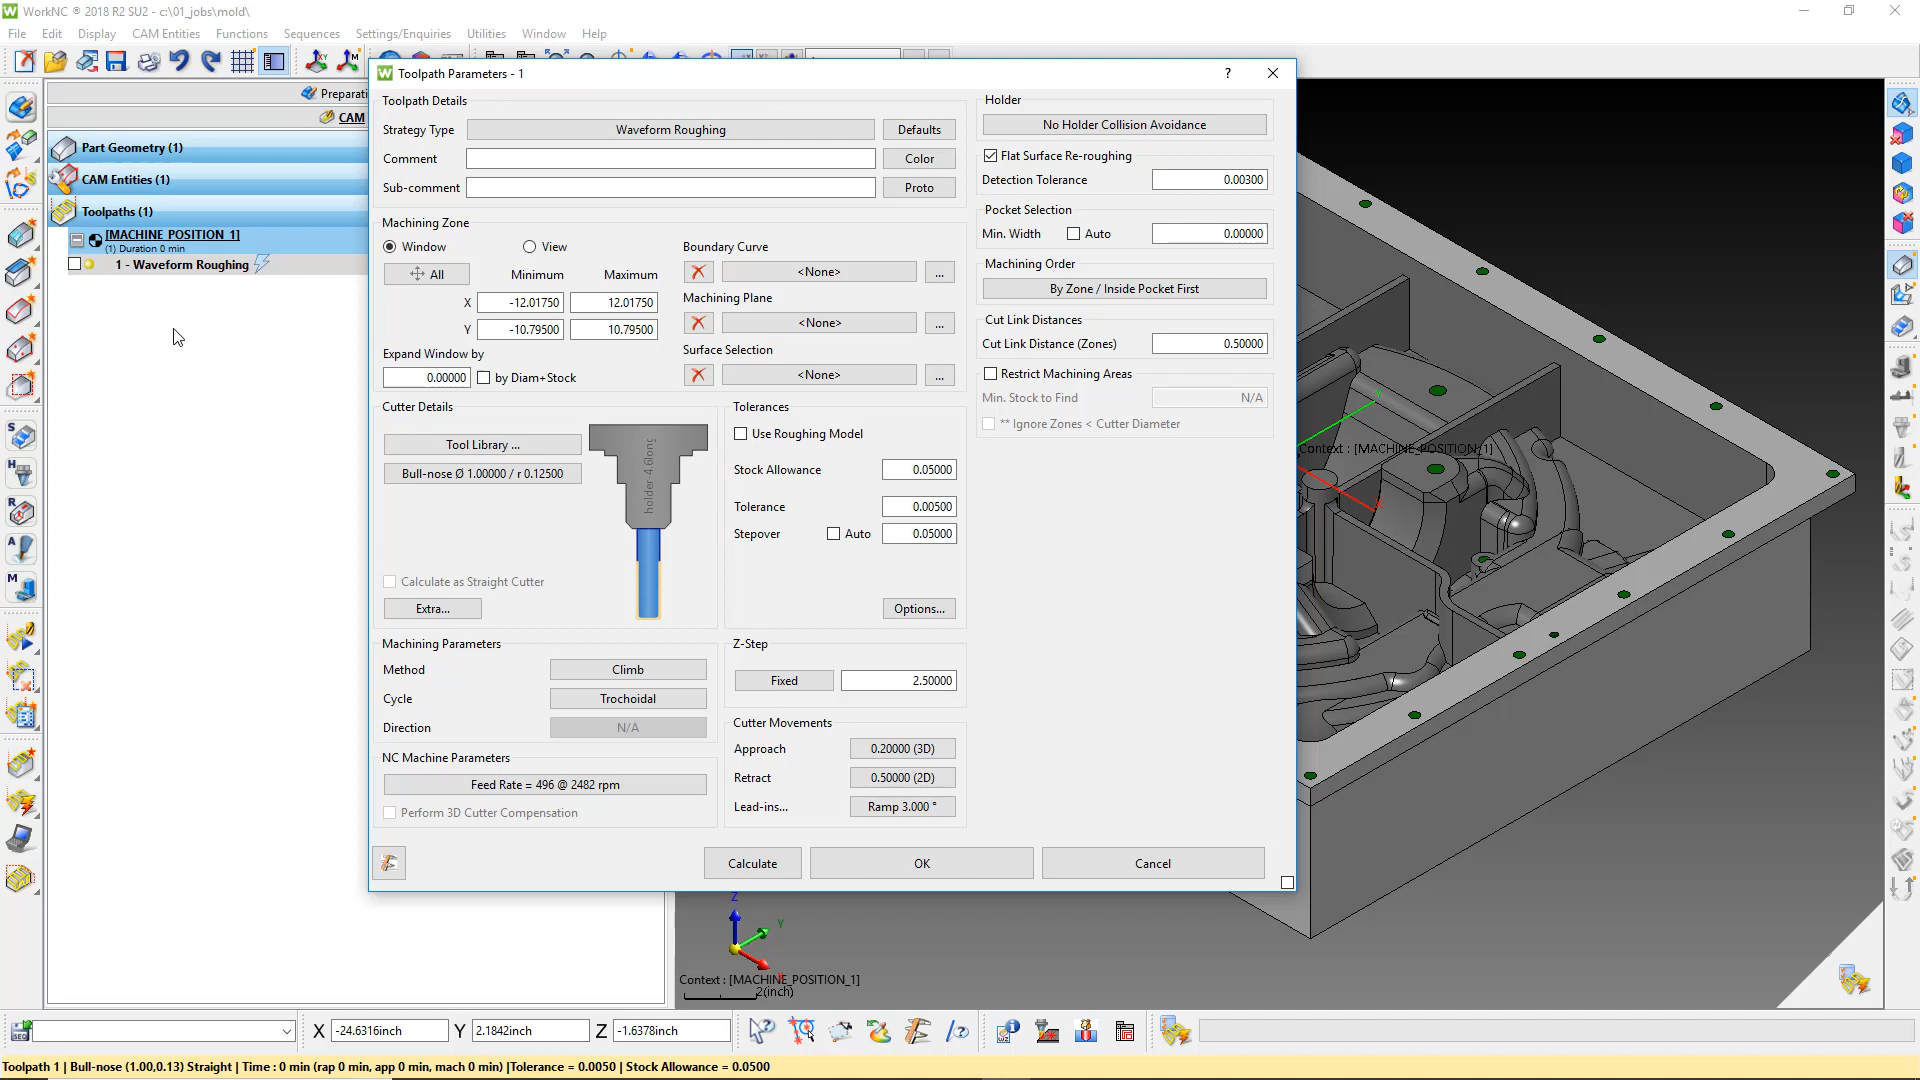 WorkNC ® 2018 R2 SU2 - c:\01_jobs\mold\
File Edit Display CAM Entities Functions Sequences Settings/Enquiries Utilities Window Help
Preparati
CAM
Part Geometry (1)
CAM Entities (1)
Toolpaths (1)
[MACHINE POSITION 1]
(1) Duration 0 min
1 - Waveform Roughing
Toolpath Parameters - 1
?
Toolpath Details
Strategy Type Waveform Roughing Defaults
Comment Color
Sub-comment Proto
Machining Zone
Window View
All Minimum Maximum
X -12.01750 12.01750
Y -10.79500 10.79500
Expand Window by
0.00000 by Diam+Stock
Boundary Curve
<None> ...
Machining Plane
<None> ...
Surface Selection
<None> ...
Cutter Details
Tool Library ...
Bull-nose Ø 1.00000 / r 0.12500
holder-4.6long
Calculate as Straight Cutter
Extra...
Tolerances
Use Roughing Model
Stock Allowance 0.05000
Tolerance 0.00500
Stepover Auto 0.05000
Options...
Machining Parameters
Method Climb
Cycle Trochoidal
Direction N/A
NC Machine Parameters
Feed Rate = 496 @ 2482 rpm
Perform 3D Cutter Compensation
Z-Step
Fixed 2.50000
Cutter Movements
Approach 0.20000 (3D)
Retract 0.50000 (2D)
Lead-ins... Ramp 3.000 °
Holder
No Holder Collision Avoidance
Flat Surface Re-roughing
Detection Tolerance 0.00300
Pocket Selection
Min. Width Auto 0.00000
Machining Order
By Zone / Inside Pocket First
Cut Link Distances
Cut Link Distance (Zones) 0.50000
Restrict Machining Areas
Min. Stock to Find N/A
** Ignore Zones < Cutter Diameter
Calculate OK Cancel
Context : [MACHINE_POSITION_1]
X
Z
Y
Context : [MACHINE_POSITION_1]
2(inch)
X -24.6316inch Y 2.1842inch Z -1.6378inch
Toolpath 1 | Bull-nose (1.00,0.13) Straight | Time : 0 min (rap 0 min, app 0 min, mach 0 min) |Tolerance = 0.0050 | Stock Allowance = 0.0500